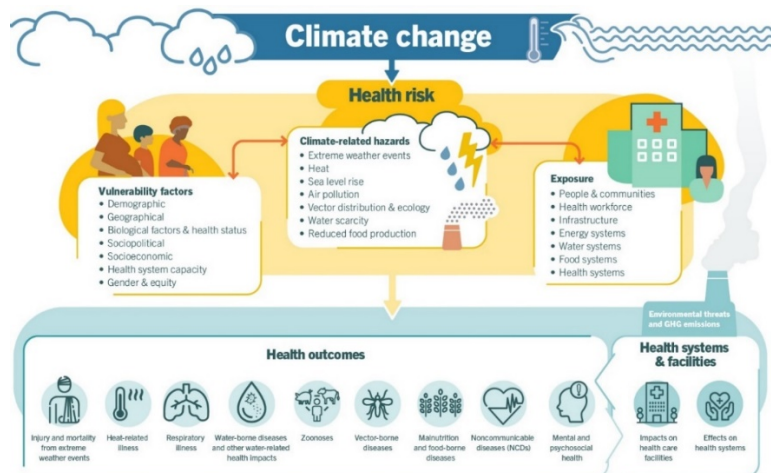 Climate change
Health risk
Vulnerability factors
• Demographic
• Geographical
• Biological factors & health status
• Sociopolitical
• Socioeconomic
• Health system capacity
• Gender & equity
Climate-related hazards
• Extreme weather events
• Heat
• Sea level rise
• Air pollution
• Vector distribution & ecology
• Water scarcity
• Reduced food production
Exposure
• People & communities
• Health workforce
• Infrastructure
• Energy systems
• Water systems
• Food systems
• Health systems
Environmental threats
and GHG emissions
Health outcomes
Injury and mortality
from extreme
weather events
Heat-related
illness
Respiratory
illness
Water-borne diseases
and other water-related
health impacts
Zoonoses
Vector-borne
diseases
Malnutrition
and food-borne
diseases
Noncommunicable
diseases (NCDs)
Mental and
psychosocial
health
Health systems
& facilities
Impacts on
health care
facilities
Effects on
health systems